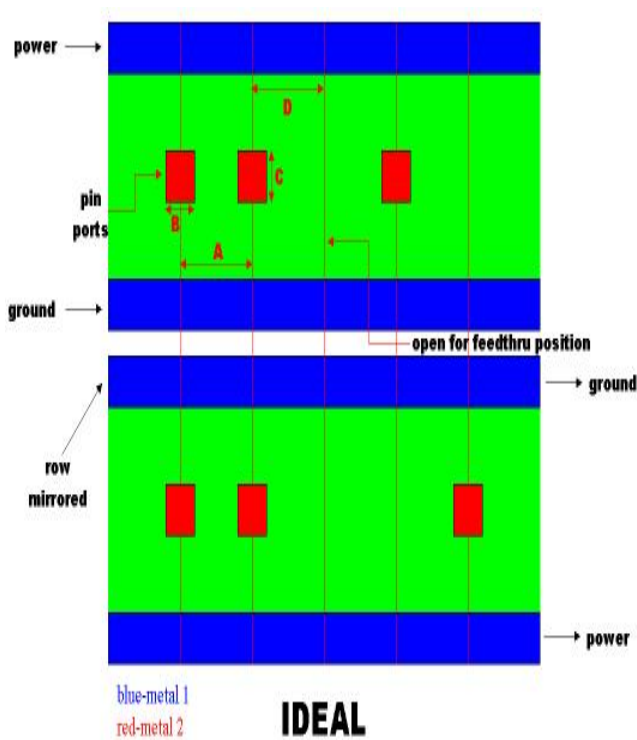 power
D
C
pin
ports
B
A
ground
open for feedthru position
ground
row
mirrored
power
blue-metal 1
red-metal 2
IDEAL